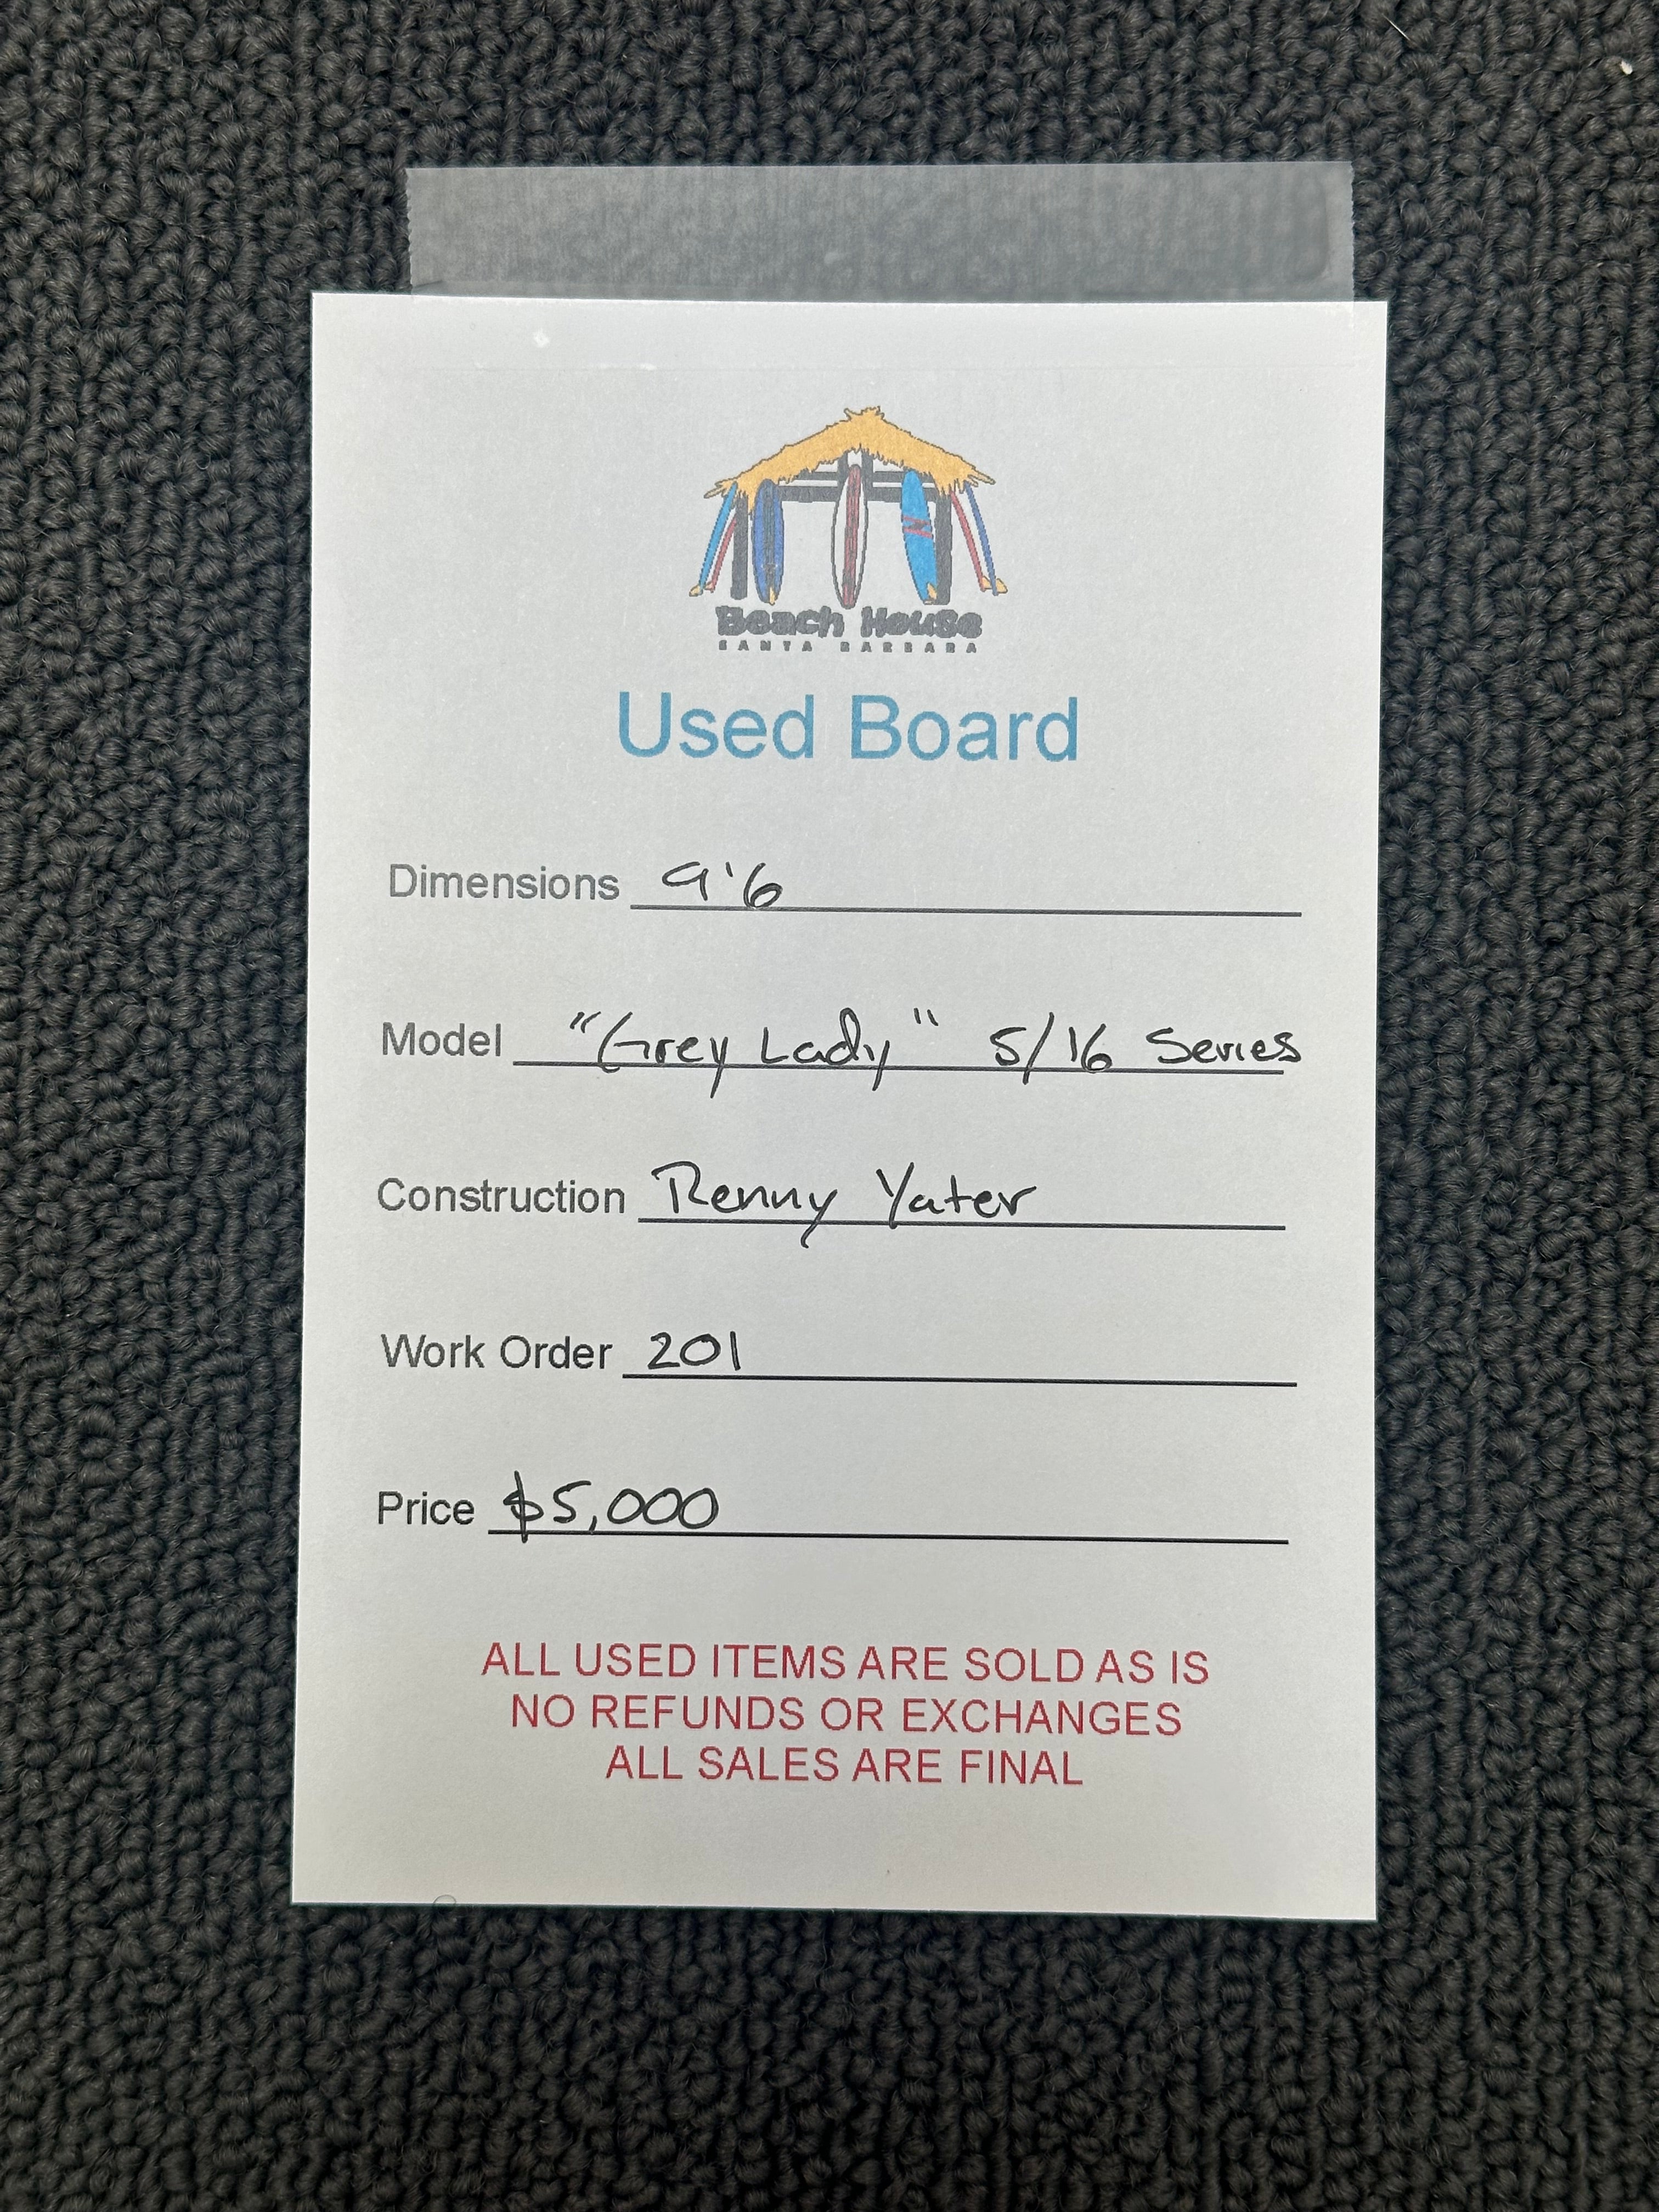 Beach House
SANTA BARBARA
Used Board
Dimensions 9'6
Model "Grey Lady" 5/16 Series
Construction Renny Yater
Work Order 201
Price $5,000
ALL USED ITEMS ARE SOLD AS IS
NO REFUNDS OR EXCHANGES
ALL SALES ARE FINAL